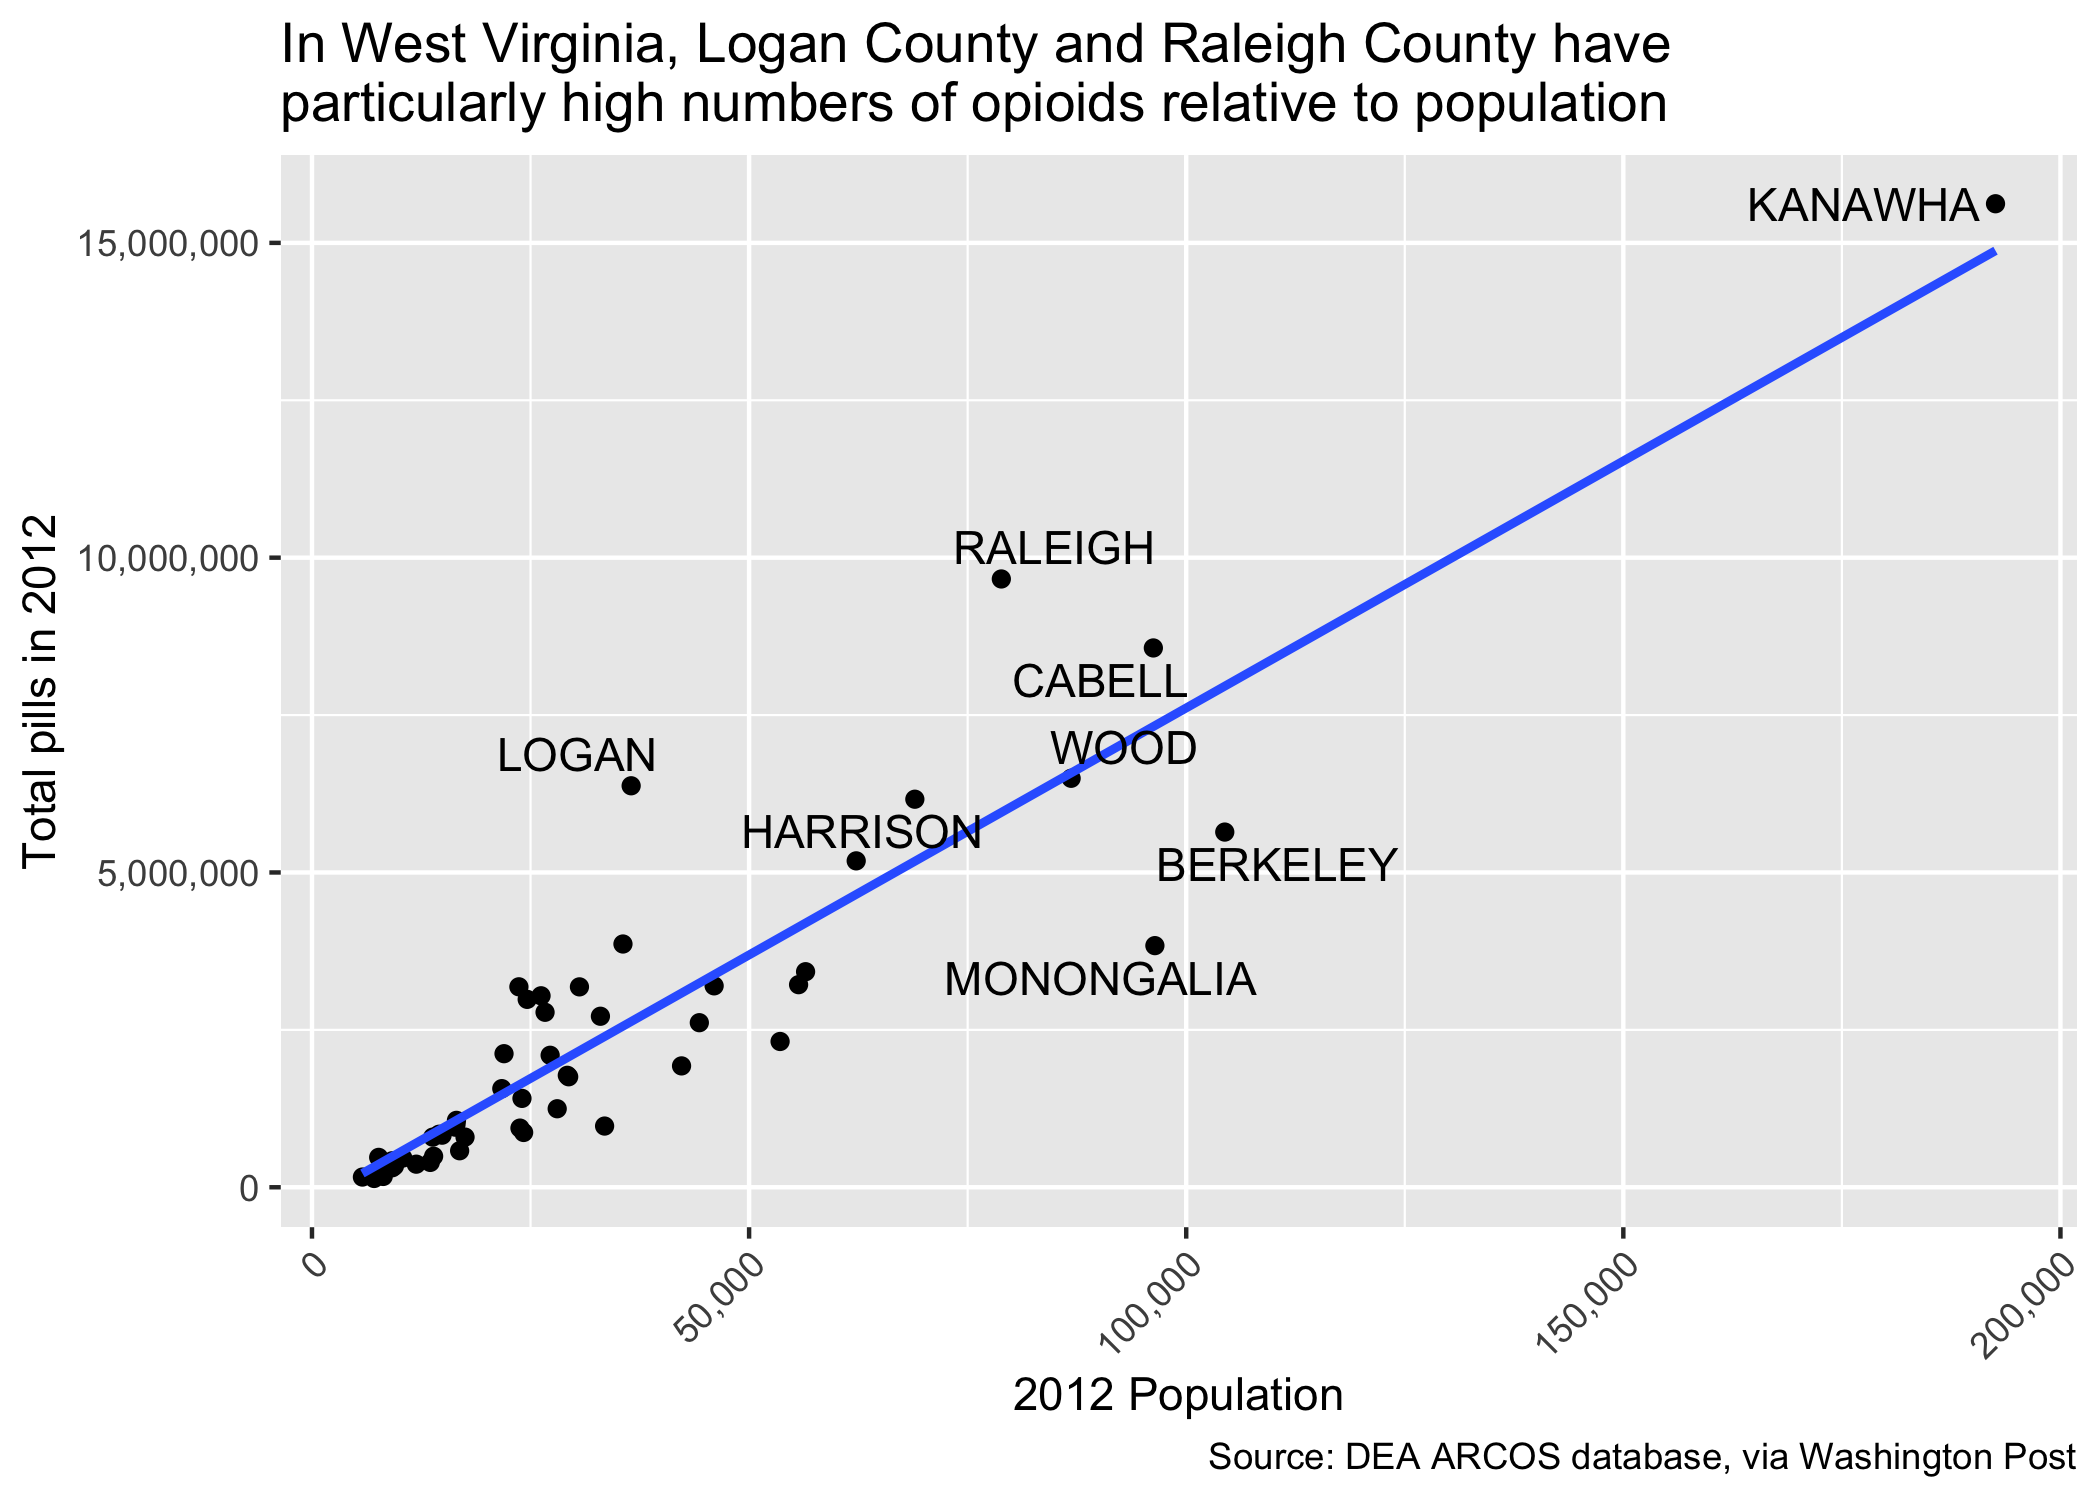 In West Virginia, Logan County and Raleigh County have
particularly high numbers of opioids relative to population
KANAWHA
15,000,000
RALEIGH
10,000,000
CABELL
WOOD
LOGAN
HARRISON
BERKELEY
5,000,000
MONONGALIA
0
Total pills in 2012
0
50,000
100,000
150,000
200,000
2012 Population
Source: DEA ARCOS database, via Washington Post